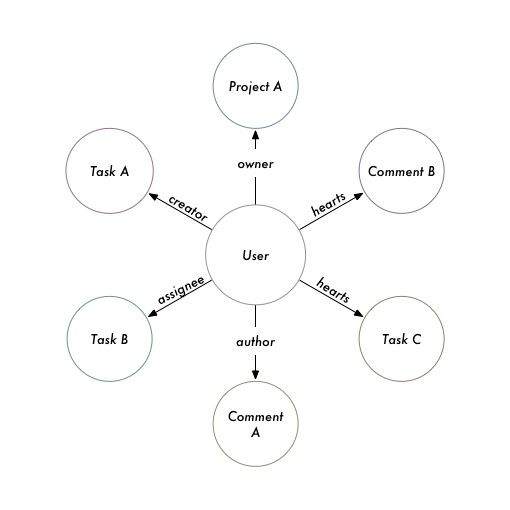 Project A
owner
Task A
Comment B
creator
hearts
User
assignee
hearts
Task B
author
Task C
Comment
A